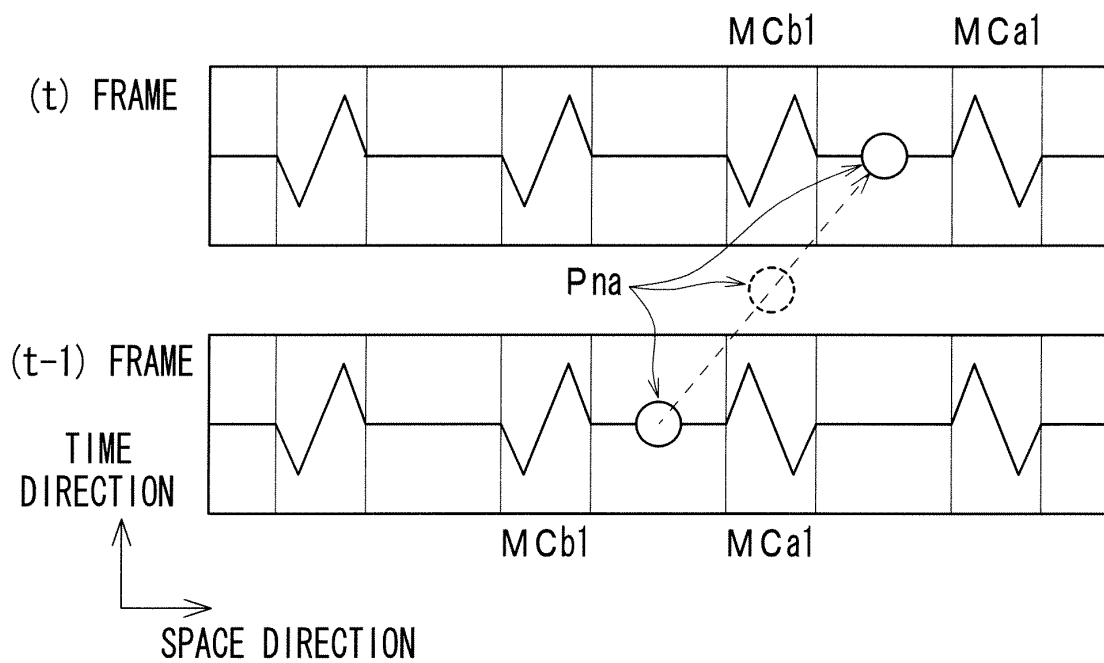 MCb1 MCa1
(t) FRAME
Pna
(t-1) FRAME
TIME
DIRECTION
MCb1 MCa1
SPACE DIRECTION